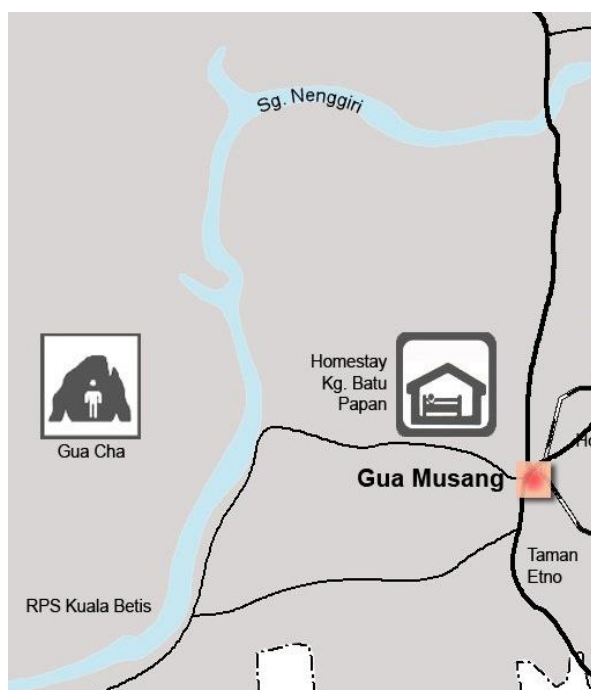 Sg. Nenggiri
Homestay
Kg. Batu
Papan
Gua Cha
Gua Musang
Taman
Etno
RPS Kuala Betis